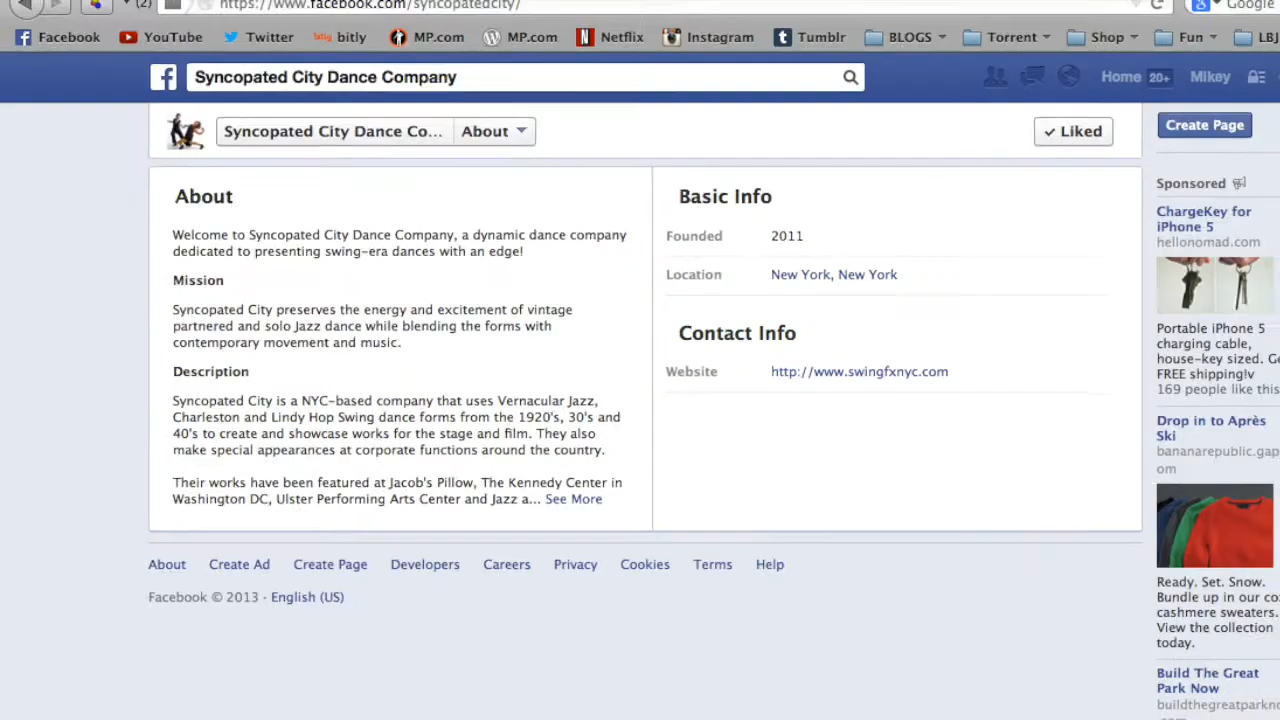 (2)
https://www.facebook.com/syncopatedcity/
Google
Facebook YouTube Twitter bitly MP.com MP.com Netflix Instagram Tumblr BLOGS Torrent Shop Fun LBJ
Syncopated City Dance Company
Home 20+ Mikey
Syncopated City Dance Co... About ✓ Liked
Create Page
About
Welcome to Syncopated City Dance Company, a dynamic dance company
dedicated to presenting swing-era dances with an edge!
Mission
Syncopated City preserves the energy and excitement of vintage
partnered and solo Jazz dance while blending the forms with
contemporary movement and music.
Description
Syncopated City is a NYC-based company that uses Vernacular Jazz,
Charleston and Lindy Hop Swing dance forms from the 1920's, 30's and
40's to create and showcase works for the stage and film. They also
make special appearances at corporate functions around the country.
Their works have been featured at Jacob's Pillow, The Kennedy Center in
Washington DC, Ulster Performing Arts Center and Jazz a... See More
Basic Info
Founded 2011
Location New York, New York
Contact Info
Website http://www.swingfxnyc.com
Sponsored
ChargeKey for
iPhone 5
hellonomad.com
Portable iPhone 5
charging cable,
house-key sized. Ge
FREE shipping!v
169 people like this
Drop in to Après
Ski
bananarepublic.gap
om
Ready. Set. Snow.
Bundle up in our co
cashmere sweaters.
View the collection
today.
Build The Great
Park Now
buildthegreatparkn
About Create Ad Create Page Developers Careers Privacy Cookies Terms Help
Facebook © 2013 · English (US)